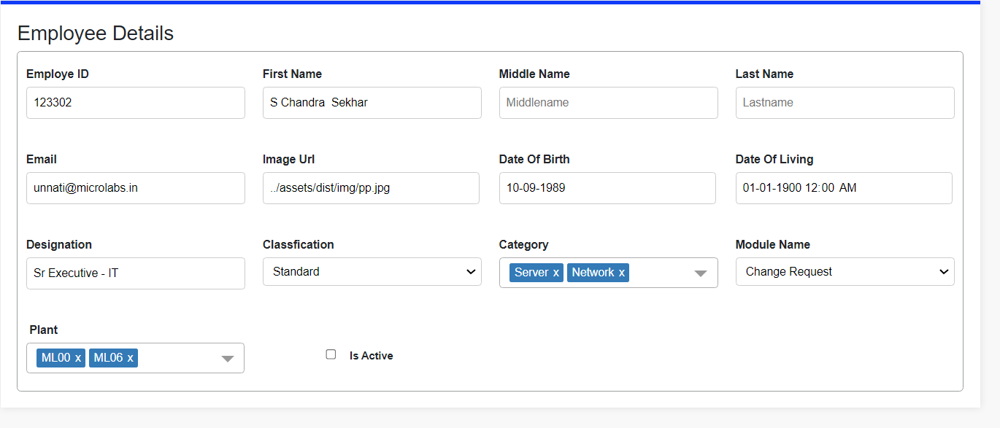 Employee Details
Employe ID First Name Middle Name Last Name
123302 S Chandra  Sekhar Middlename Lastname
Email Image Url Date Of Birth Date Of Living
unnati@microlabs.in ../assets/dist/img/pp.jpg 10-09-1989 01-01-1900 12:00 AM
Designation Classfication Category Module Name
Sr Executive - IT Standard Server x Network x Change Request
Plant
ML00 x ML06 x Is Active